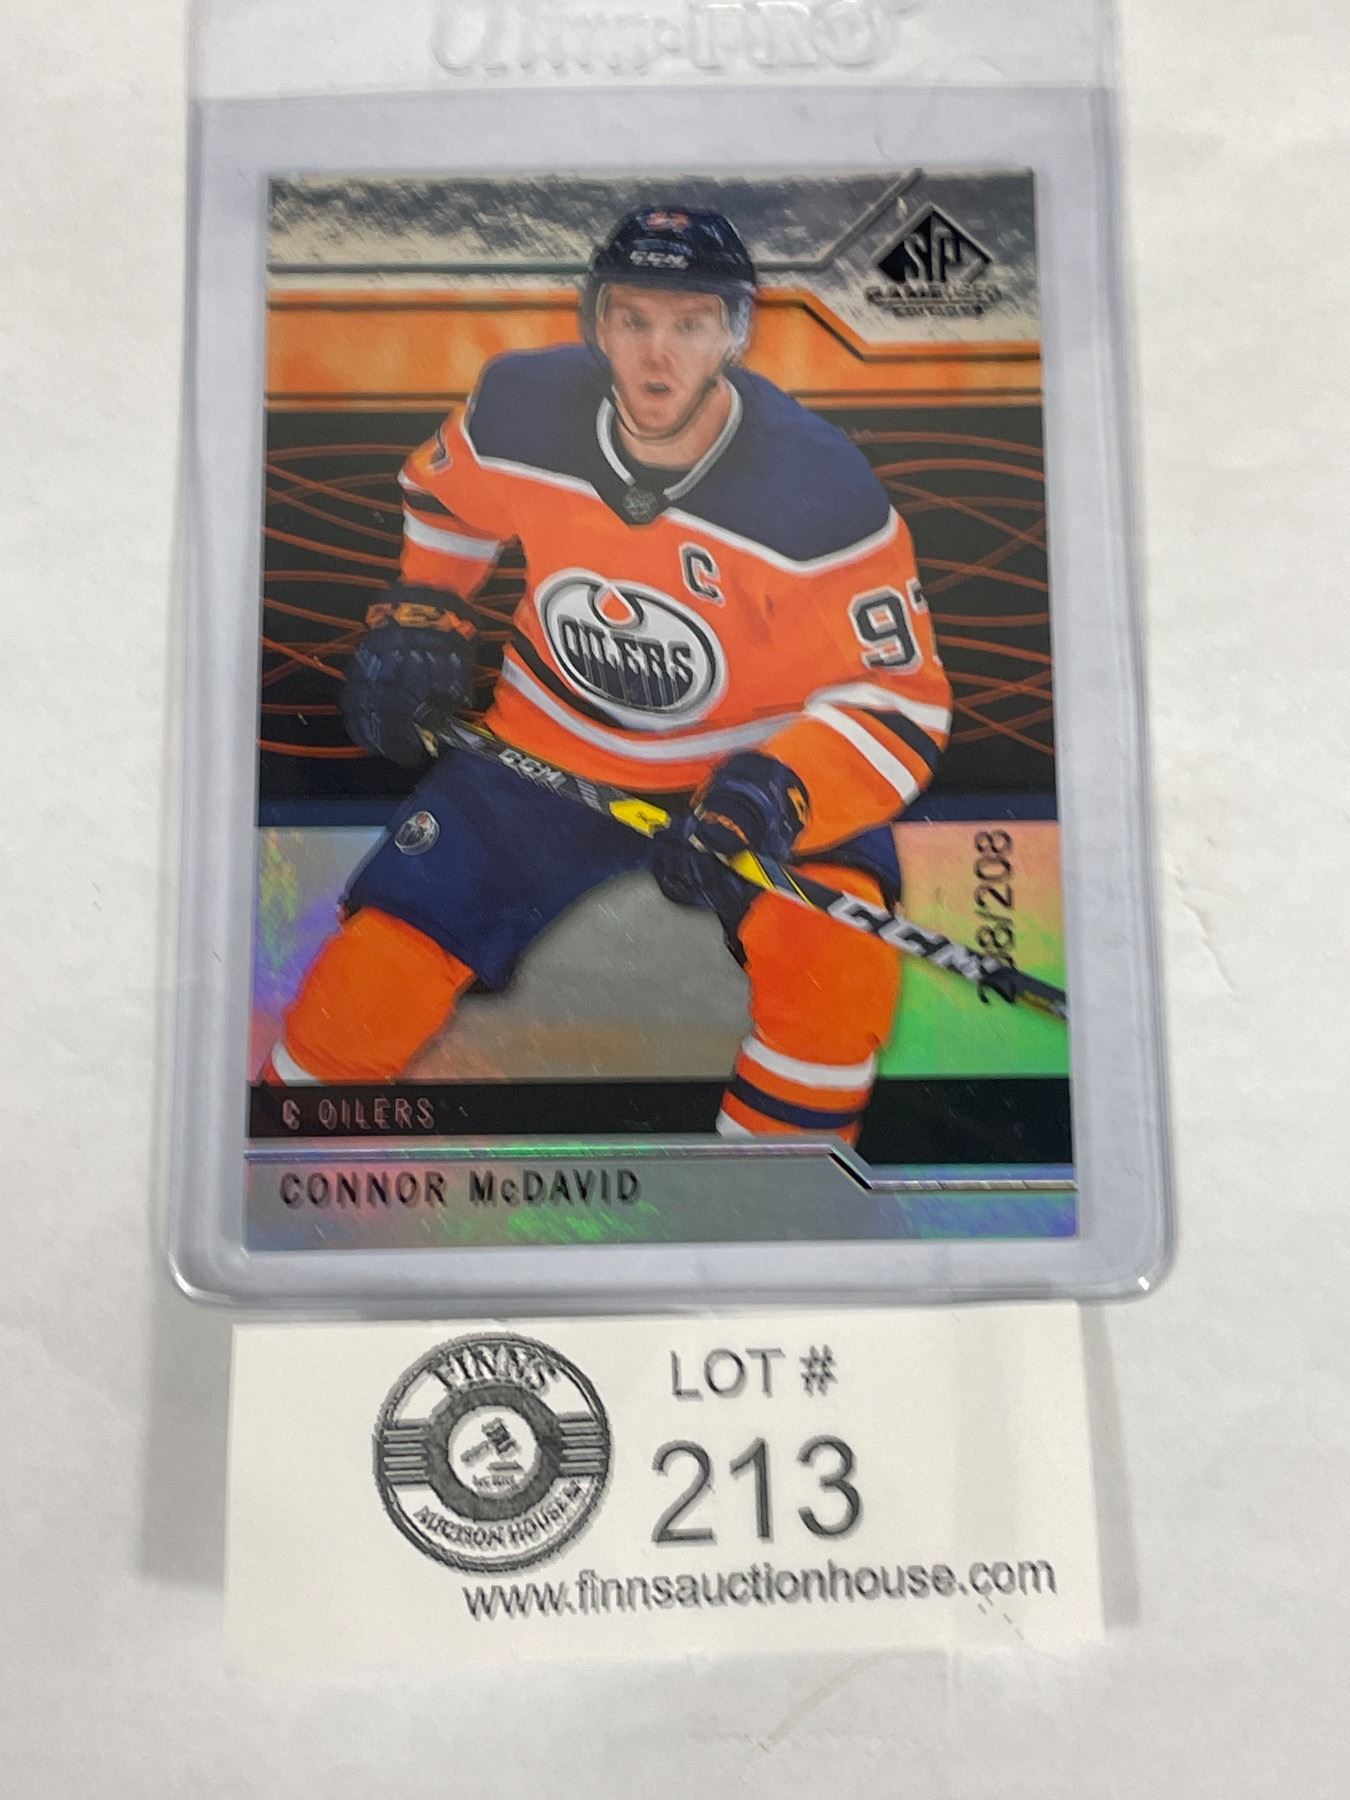 Ultra-PRO
SP
GAME USED
EDITION
CCM
C
97
OILERS
CCM
CCM
/208
C OILERS
CONNOR McDAVID
FINNS
AUCTION HOUSE
LOT #
213
www.finnsauctionhouse.com